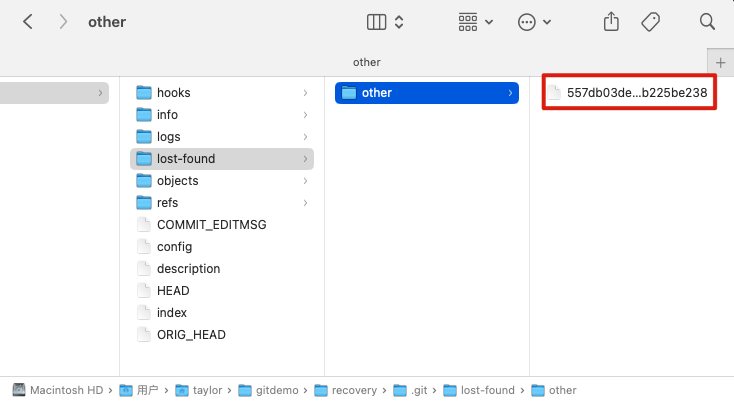 other
other
hooks
info
logs
lost-found
objects
refs
COMMIT_EDITMSG
config
description
HEAD
index
ORIG_HEAD
other
557db03de...b225be238
Macintosh HD › 用户 › taylor › gitdemo › recovery › .git › lost-found › other